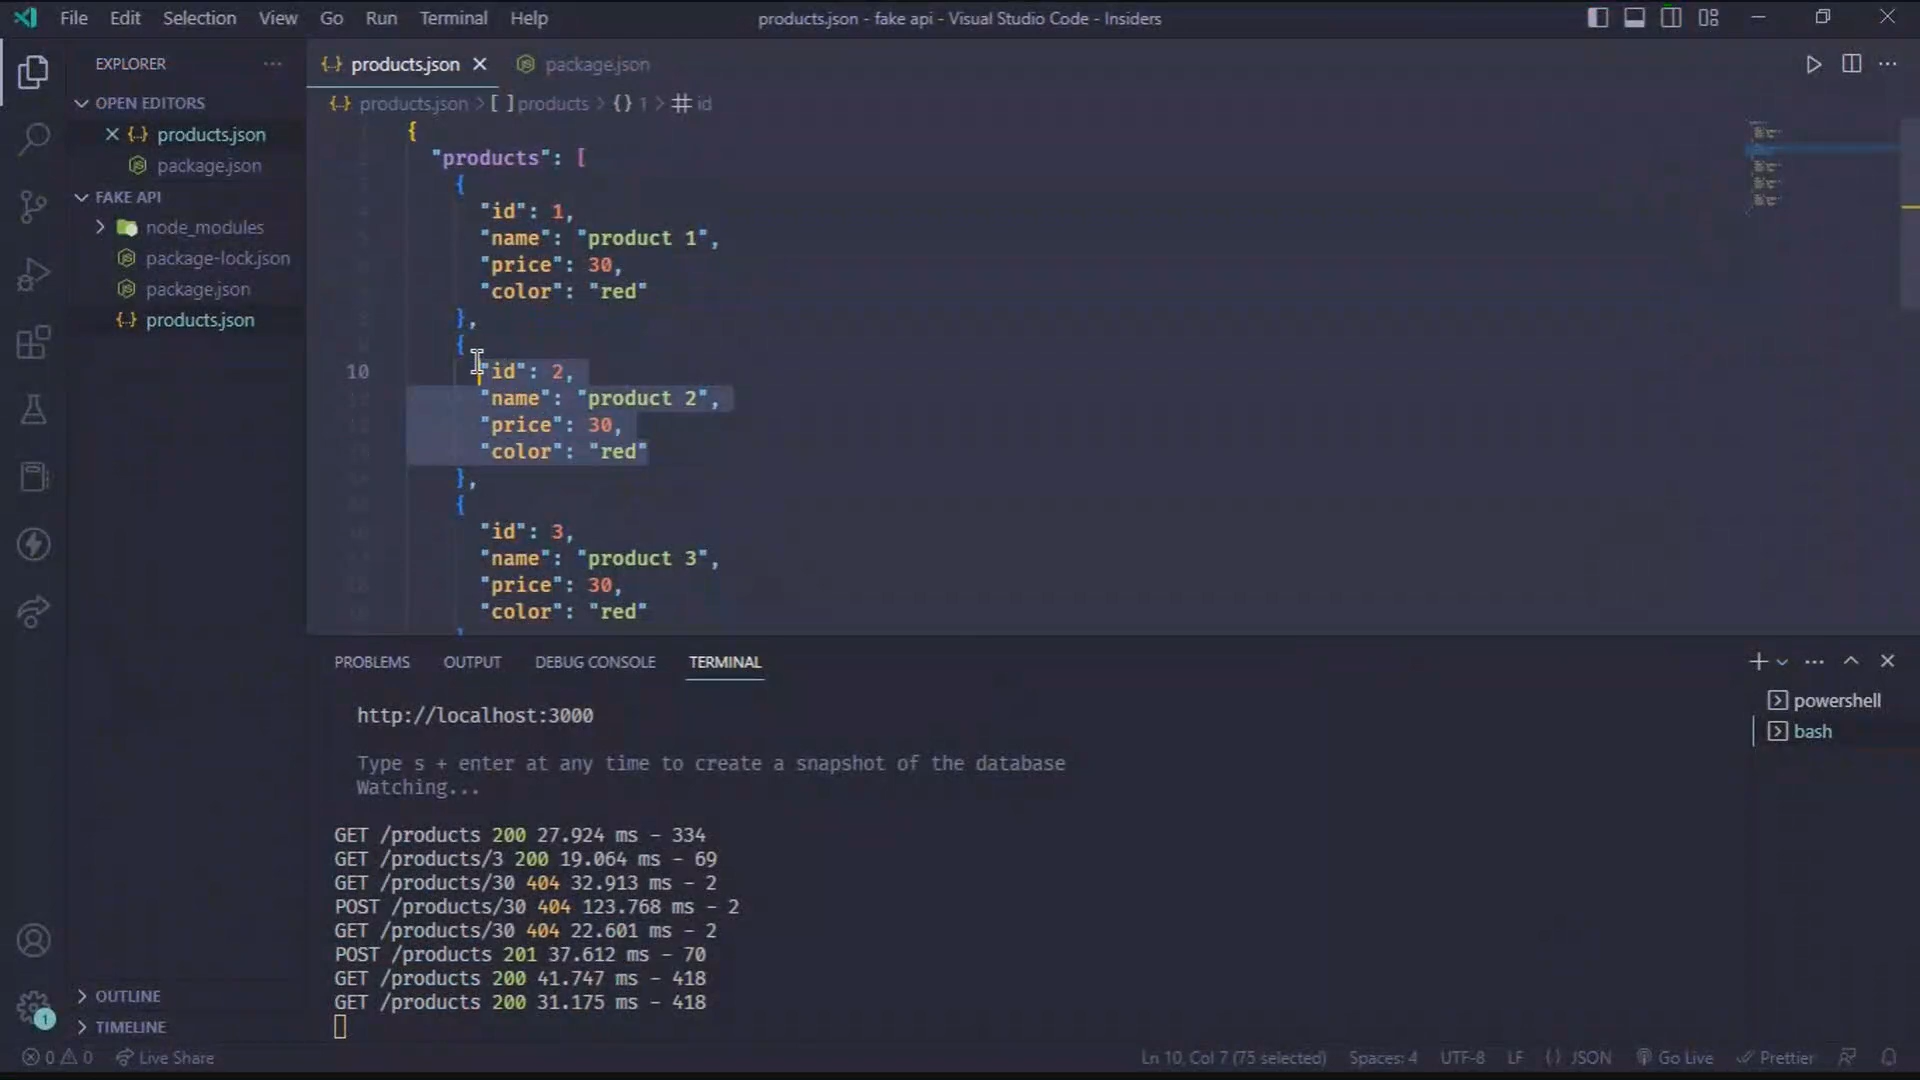 File Edit Selection View Go Run Terminal Help
products.json - fake api - Visual Studio Code - Insiders
EXPLORER
OPEN EDITORS
products.json
package.json
FAKE API
node_modules
package-lock.json
package.json
products.json
OUTLINE
TIMELINE
products.json package.json
products.json > [ ] products > {} 1 > # id
{
"products": [
{
"id": 1,
"name": "product 1",
"price": 30,
"color": "red"
},
{
10 "id": 2,
"name": "product 2",
"price": 30,
"color": "red"
},
{
"id": 3,
"name": "product 3",
"price": 30,
"color": "red"
PROBLEMS OUTPUT DEBUG CONSOLE TERMINAL
powershell
bash
http://localhost:3000
Type s + enter at any time to create a snapshot of the database
Watching...
GET /products 200 27.924 ms - 334
GET /products/3 200 19.064 ms - 69
GET /products/30 404 32.913 ms - 2
POST /products/30 404 123.768 ms - 2
GET /products/30 404 22.601 ms - 2
POST /products 201 37.612 ms - 70
GET /products 200 41.747 ms - 418
GET /products 200 31.175 ms - 418
1
0 0 Live Share Ln 10, Col 7 (75 selected) Spaces: 4 UTF-8 LF {} JSON Go Live Prettier